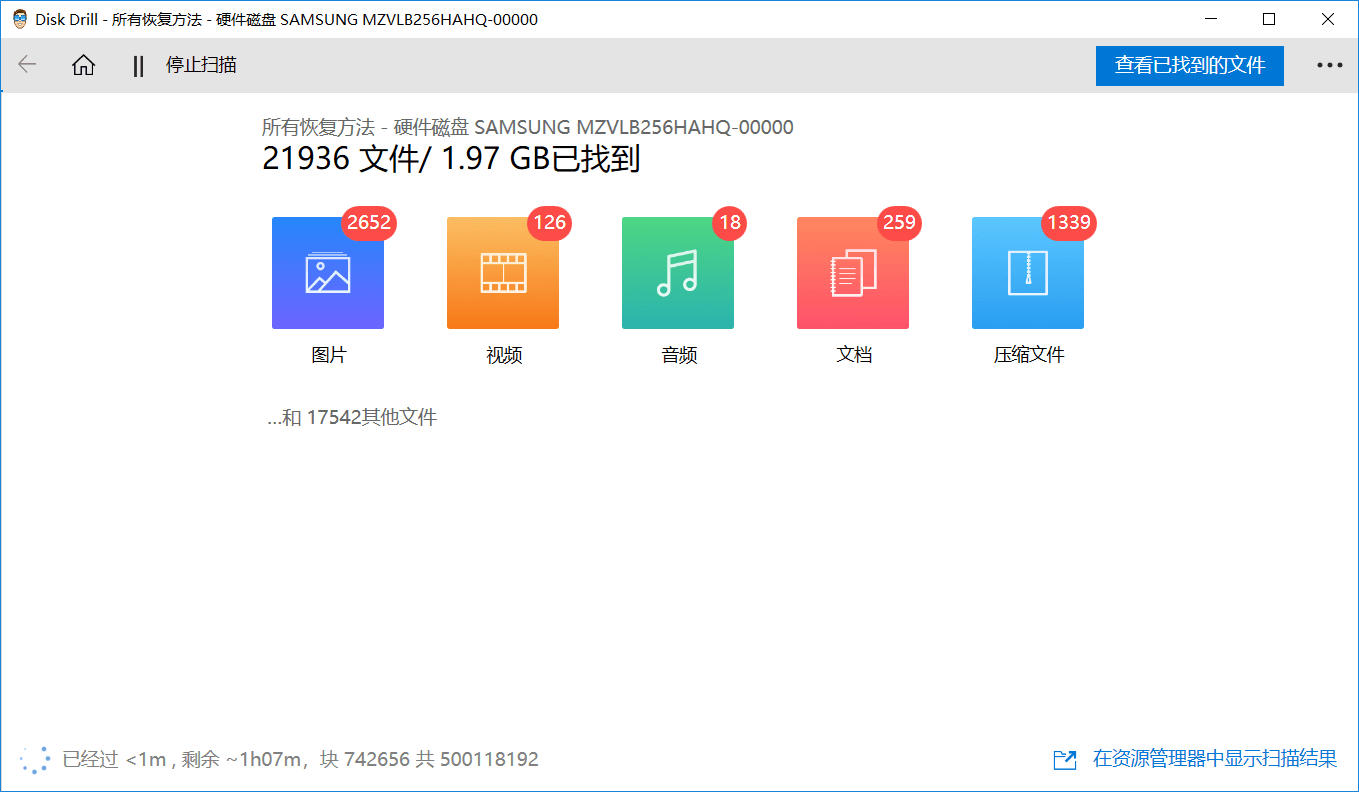 Disk Drill - 所有恢复方法 - 硬件磁盘 SAMSUNG MZVLB256HAHQ-00000
停止扫描
查看已找到的文件
所有恢复方法 - 硬件磁盘 SAMSUNG MZVLB256HAHQ-00000
21936 文件/ 1.97 GB已找到
2652
126
18
259
1339
图片
视频
音频
文档
压缩文件
...和 17542其他文件
已经过 <1m , 剩余 ~1h07m，块 742656 共 500118192
在资源管理器中显示扫描结果